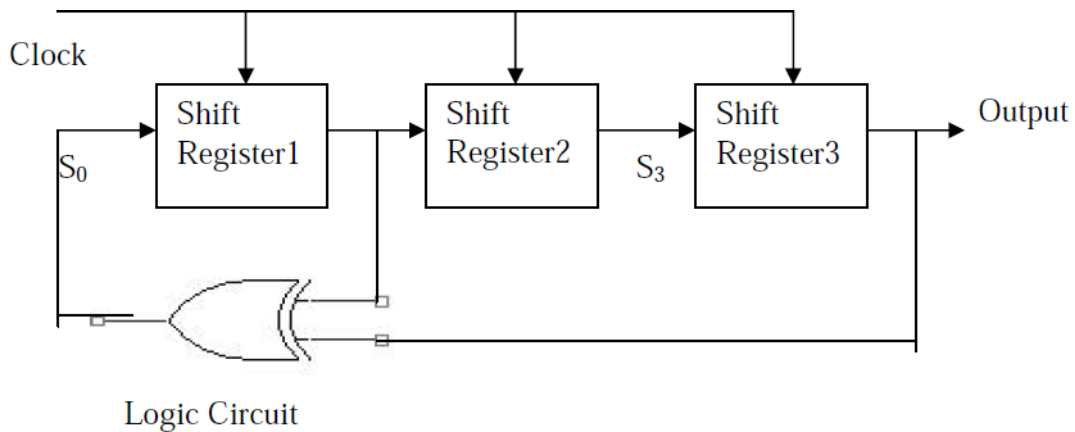 Clock
Shift
Register1
Shift
Register2
Shift
Register3
Output
S₀
S₃
Logic Circuit